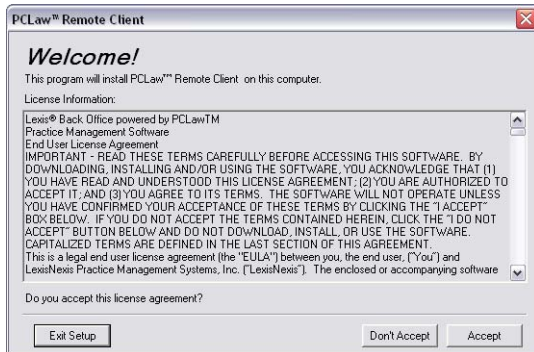 PCLaw™ Remote Client
Welcome!
This program will install PCLaw™ Remote Client on this computer.
License Information:
Lexis® Back Office powered by PCLawTM
Practice Management Software
End User License Agreement
IMPORTANT - READ THESE TERMS CAREFULLY BEFORE ACCESSING THIS SOFTWARE. BY
DOWNLOADING, INSTALLING AND/OR USING THE SOFTWARE, YOU ACKNOWLEDGE THAT (1)
YOU HAVE READ AND UNDERSTOOD THIS LICENSE AGREEMENT; (2) YOU ARE AUTHORIZED TO
ACCEPT IT; AND (3) YOU AGREE TO ITS TERMS. THE SOFTWARE WILL NOT OPERATE UNLESS
YOU HAVE CONFIRMED YOUR ACCEPTANCE OF THESE TERMS BY CLICKING THE "I ACCEPT"
BOX BELOW. IF YOU DO NOT ACCEPT THE TERMS CONTAINED HEREIN, CLICK THE "I DO NOT
ACCEPT" BUTTON BELOW AND DO NOT DOWNLOAD, INSTALL, OR USE THE SOFTWARE.
CAPITALIZED TERMS ARE DEFINED IN THE LAST SECTION OF THIS AGREEMENT.
This is a legal end user license agreement (the "EULA") between you, the end user, ("You") and
LexisNexis Practice Management Systems, Inc. ("LexisNexis"). The enclosed or accompanying software
Do you accept this license agreement?
Exit Setup
Don't Accept
Accept